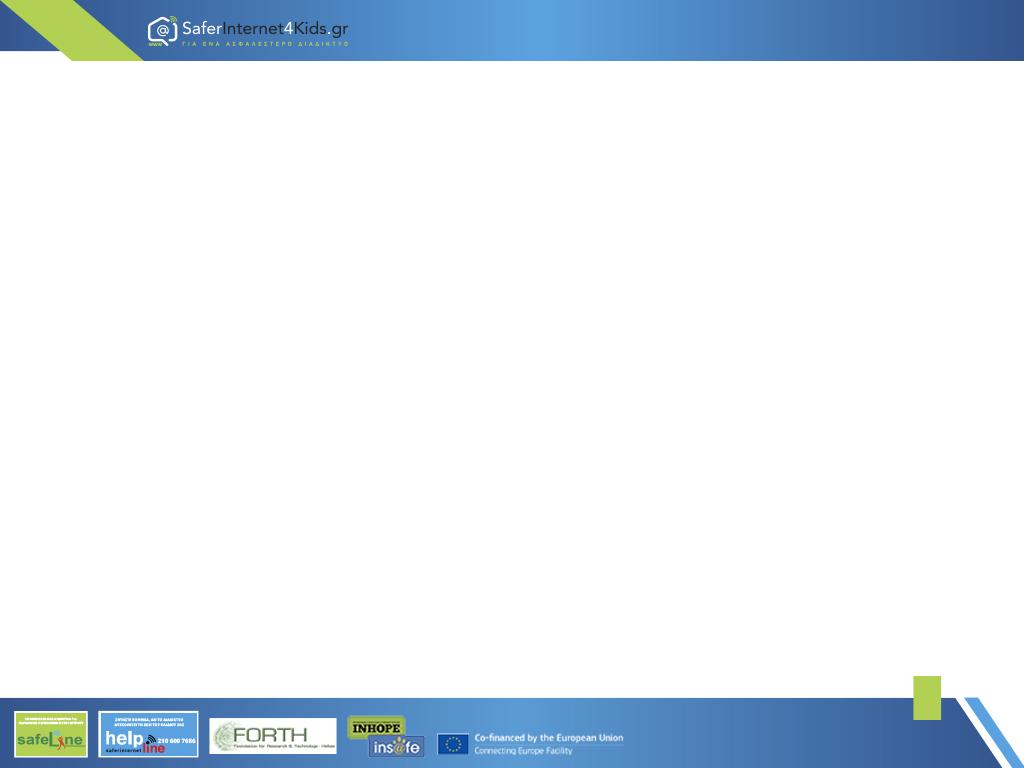 SaferInternet4Kids.gr
ΓΙΑ ΕΝΑ ΑΣΦΑΛΕΣΤΕΡΟ ΔΙΑΔΙΚΤΥΟ
www
safeLine
help
line
210 600 7686
saferinternet
FORTH
Foundation for Research & Technology - Hellas
INHOPE
ins@fe
Co-financed by the European Union
Connecting Europe Facility